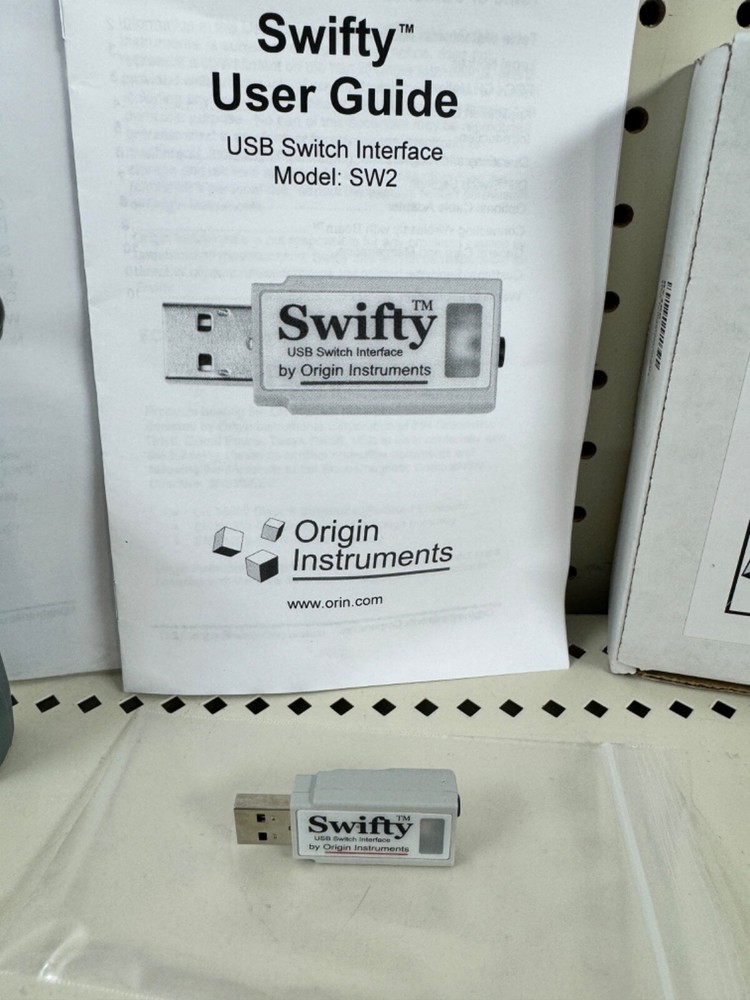 Swifty™
User Guide
USB Switch Interface
Model: SW2
Swifty™
USB Switch Interface
by Origin Instruments
Origin
Instruments
www.orin.com
Swifty™
USB Switch Interface
by Origin Instruments